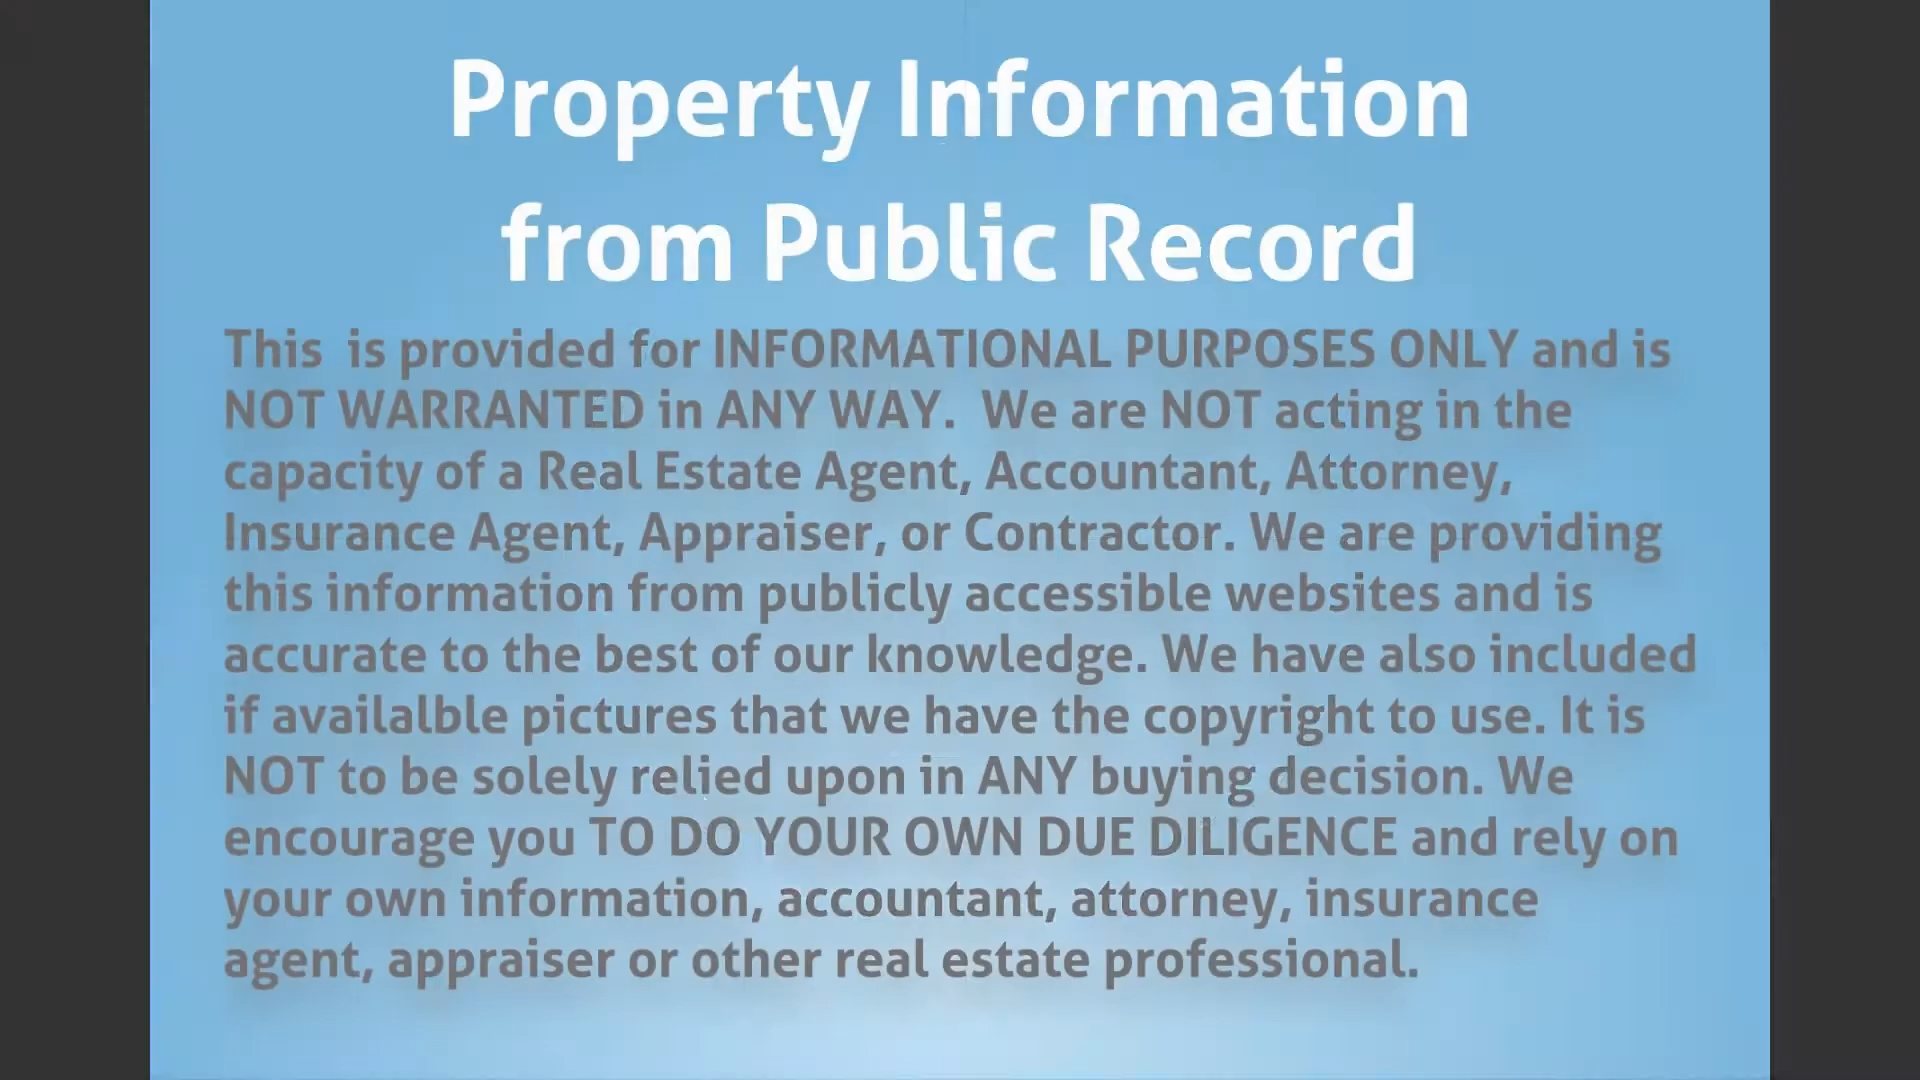 Property Information
from Public Record
This  is provided for INFORMATIONAL PURPOSES ONLY and is
NOT WARRANTED in ANY WAY.  We are NOT acting in the
capacity of a Real Estate Agent, Accountant, Attorney,
Insurance Agent, Appraiser, or Contractor. We are providing
this information from publicly accessible websites and is
accurate to the best of our knowledge. We have also included
if availalble pictures that we have the copyright to use. It is
NOT to be solely relied upon in ANY buying decision. We
encourage you TO DO YOUR OWN DUE DILIGENCE and rely on
your own information, accountant, attorney, insurance
agent, appraiser or other real estate professional.